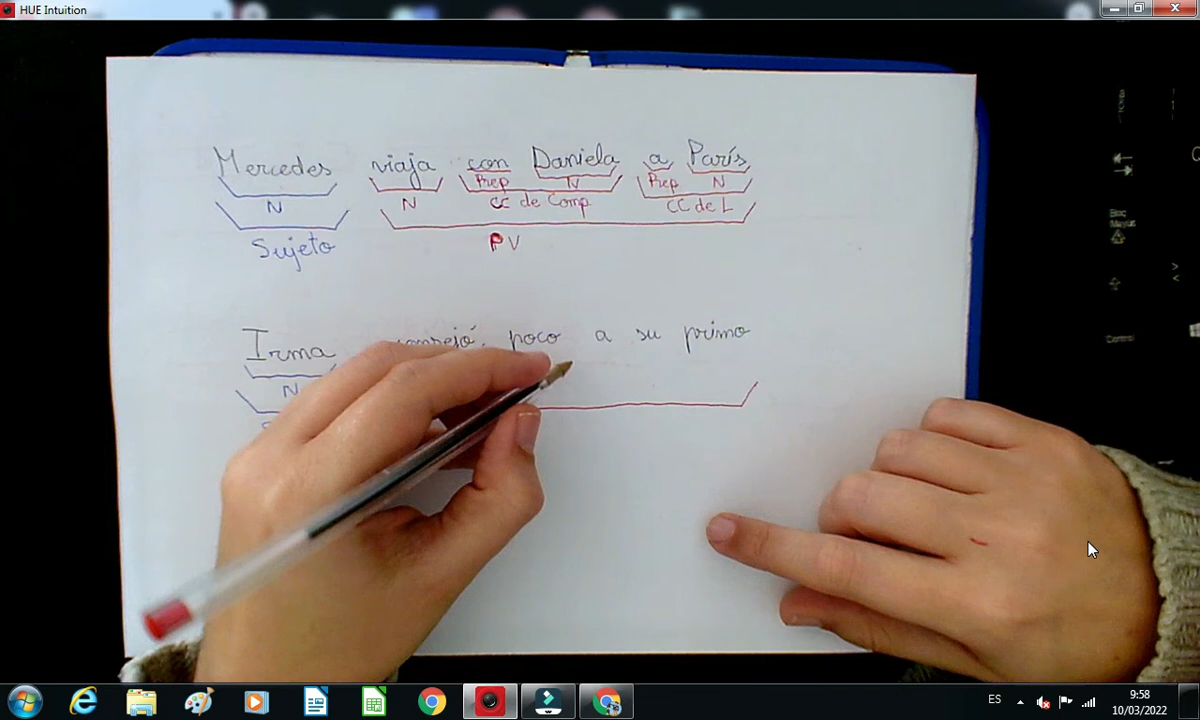 HUE Intuition
Mercedes viaja con Daniela a París
Prep N Prep N
N N CC de Comp CC de L
Sujeto PV
Irma poco a su primo
N
Control
ES 9:58
10/03/2022